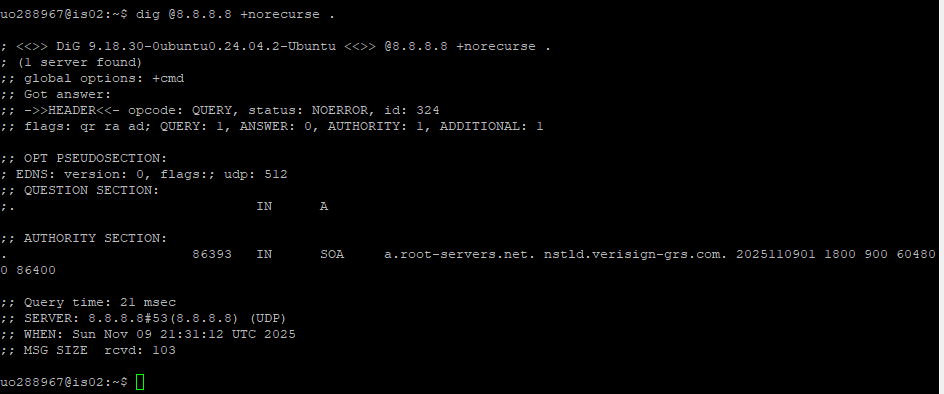 uo288967@is02:~$ dig @8.8.8.8 +norecurse .

; <<>> DiG 9.18.30-0ubuntu0.24.04.2-Ubuntu <<>> @8.8.8.8 +norecurse .
; (1 server found)
;; global options: +cmd
;; Got answer:
;; ->>HEADER<<- opcode: QUERY, status: NOERROR, id: 324
;; flags: qr ra ad; QUERY: 1, ANSWER: 0, AUTHORITY: 1, ADDITIONAL: 1

;; OPT PSEUDOSECTION:
; EDNS: version: 0, flags:; udp: 512
;; QUESTION SECTION:
;.                              IN      A

;; AUTHORITY SECTION:
.                       86393   IN      SOA     a.root-servers.net. nstld.verisign-grs.com. 2025110901 1800 900 60480
0 86400

;; Query time: 21 msec
;; SERVER: 8.8.8.8#53(8.8.8.8) (UDP)
;; WHEN: Sun Nov 09 21:31:12 UTC 2025
;; MSG SIZE  rcvd: 103

uo288967@is02:~$